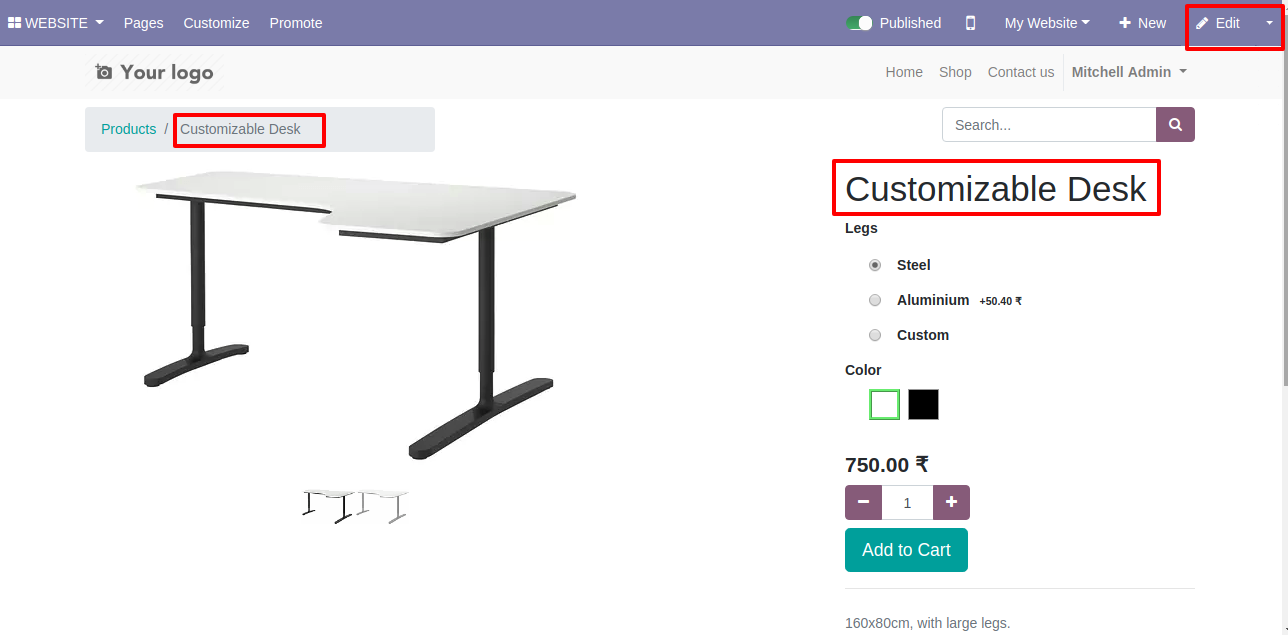 WEBSITE Pages Customize Promote Published My Website New Edit
Your logo Home Shop Contact us Mitchell Admin
Products / Customizable Desk Search...
Customizable Desk
Legs
Steel
Aluminium +50.40 ₹
Custom
Color
750.00 ₹
1
Add to Cart
160x80cm, with large legs.